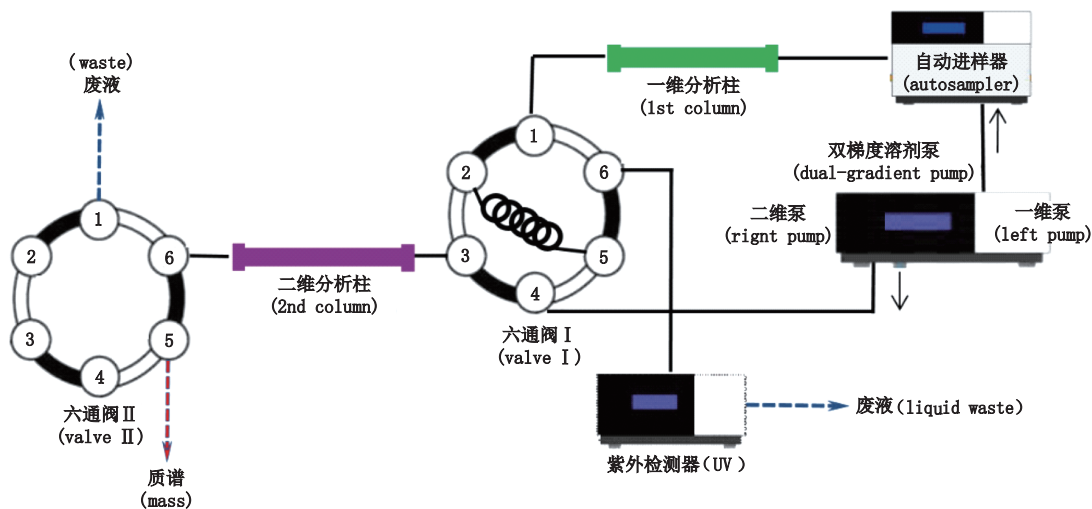 (waste)
废液
1
2
6
3
5
4
六通阀Ⅱ
(valve Ⅱ)
质谱
(mass)
二维分析柱
(2nd column)
一维分析柱
(1st column)
1
2
6
3
5
4
六通阀Ⅰ
(valve Ⅰ)
自动进样器
(autosampler)
双梯度溶剂泵
(dual-gradient pump)
二维泵
(rignt pump)
一维泵
(left pump)
紫外检测器(UV)
废液(liquid waste)